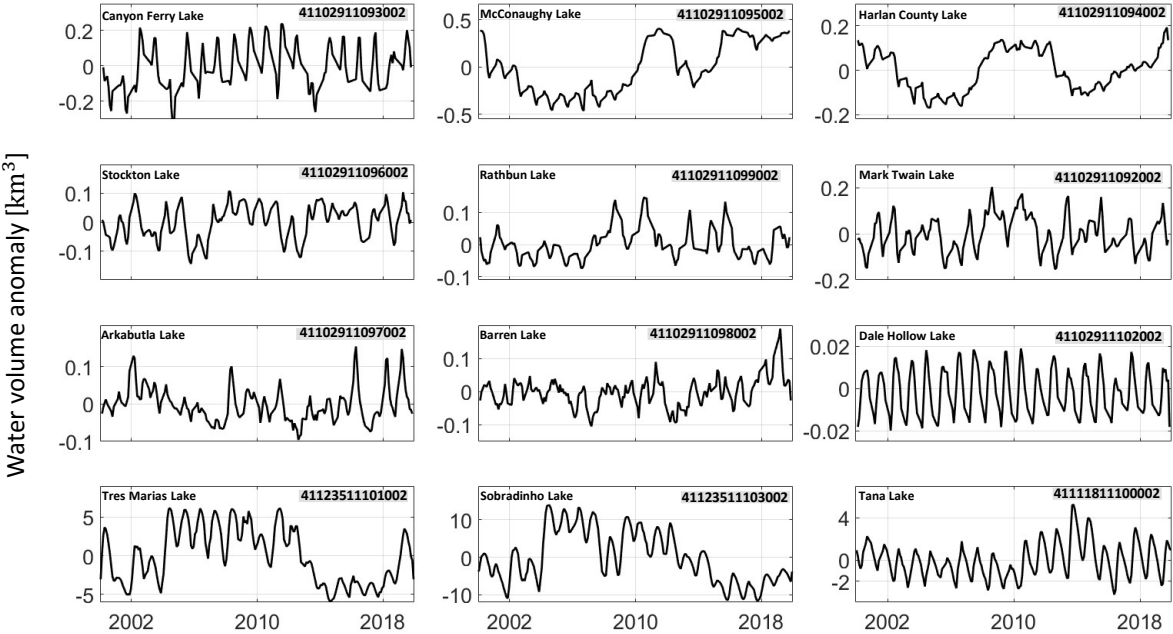 Water volume anomaly [km³]
Canyon Ferry Lake 41102911093002
0.2
0
-0.2
McConaughy Lake 41102911095002
0.5
0
-0.5
Harlan County Lake 41102911094002
0.2
0
-0.2
Stockton Lake 41102911096002
0.1
0
-0.1
Rathbun Lake 41102911099002
0.1
0
-0.1
Mark Twain Lake 41102911092002
0.2
0
-0.2
Arkabutla Lake 41102911097002
0.1
0
-0.1
Barren Lake 41102911098002
0.1
0
-0.1
Dale Hollow Lake 41102911102002
0.02
0
-0.02
Tres Marias Lake 41123511101002
5
0
-5
2002 2010 2018
Sobradinho Lake 41123511103002
10
0
-10
2002 2010 2018
Tana Lake 41111811100002
4
2
0
-2
2002 2010 2018